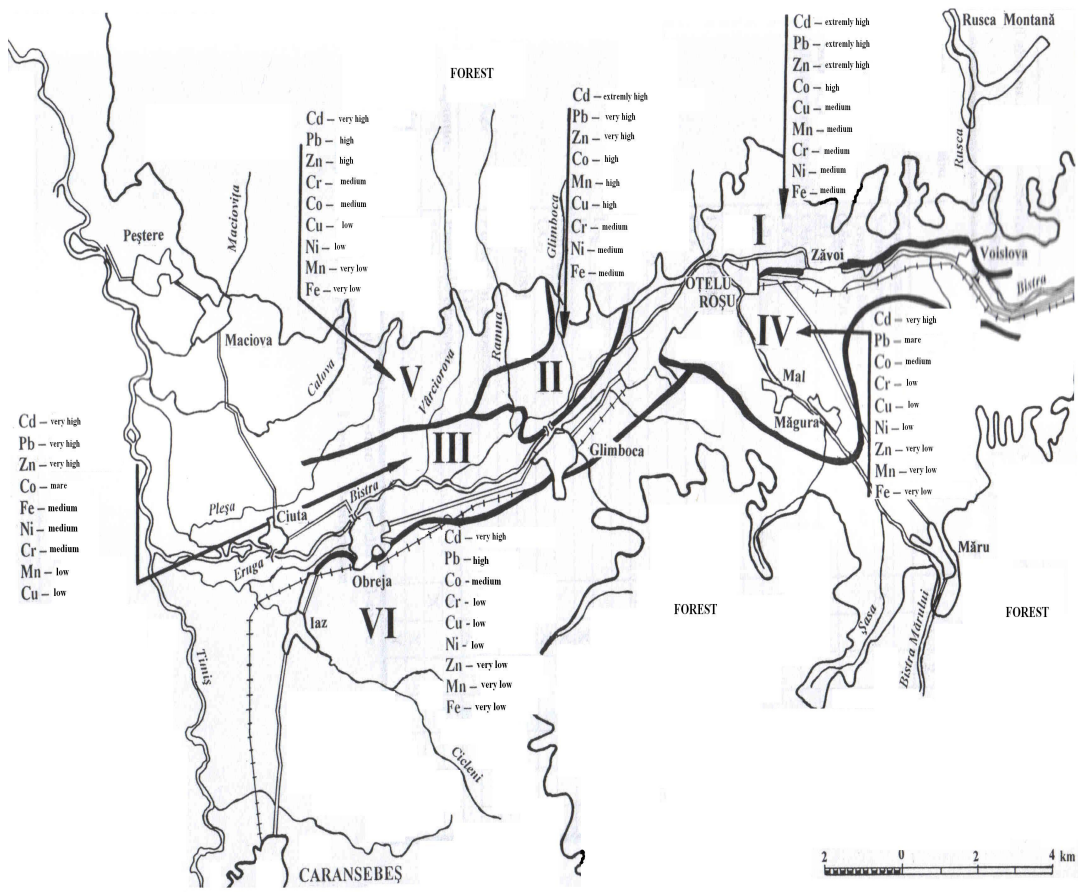 Rusca Montană
FOREST
Cd – extremly high
Pb – extremly high
Zn – extremly high
Co – high
Cu – medium
Mn – medium
Cr – medium
Ni – medium
Fe – medium
Cd – extremly high
Pb – very high
Zn – very high
Co – high
Mn – high
Cu – high
Cr – medium
Ni – medium
Fe – medium
Cd – very high
Pb – high
Zn – high
Cr – medium
Co – medium
Cu – low
Ni – low
Mn – very low
Fe – very low
Rusca
Maciovița
Glimboca
Peștere
I
Zăvoi
Voislova
Bistra
OȚELU
ROȘU
Maciova
Calova
Vârciorova
Ramna
V
II
IV
Cd – very high
Pb – mare
Co – medium
Cr – low
Cu – low
Ni – low
Zn – very low
Mn – very low
Fe – very low
Mal
Măgura
III
Glimboca
Cd – very high
Pb – very high
Zn – very high
Co – mare
Fe – medium
Ni – medium
Cr – medium
Mn – low
Cu – low
Pleșa
Ciuta
Bistra
Eruga
Obreja
Cd – very high
Pb – high
Co – medium
Cr - low
Cu - low
Ni - low
Zn – very low
Mn – very low
Fe – very low
VI
Iaz
Măru
FOREST
FOREST
Șasa
Bistra Mărului
Timiș
Cicleni
CARANSEBEȘ
2 0 2 4 km